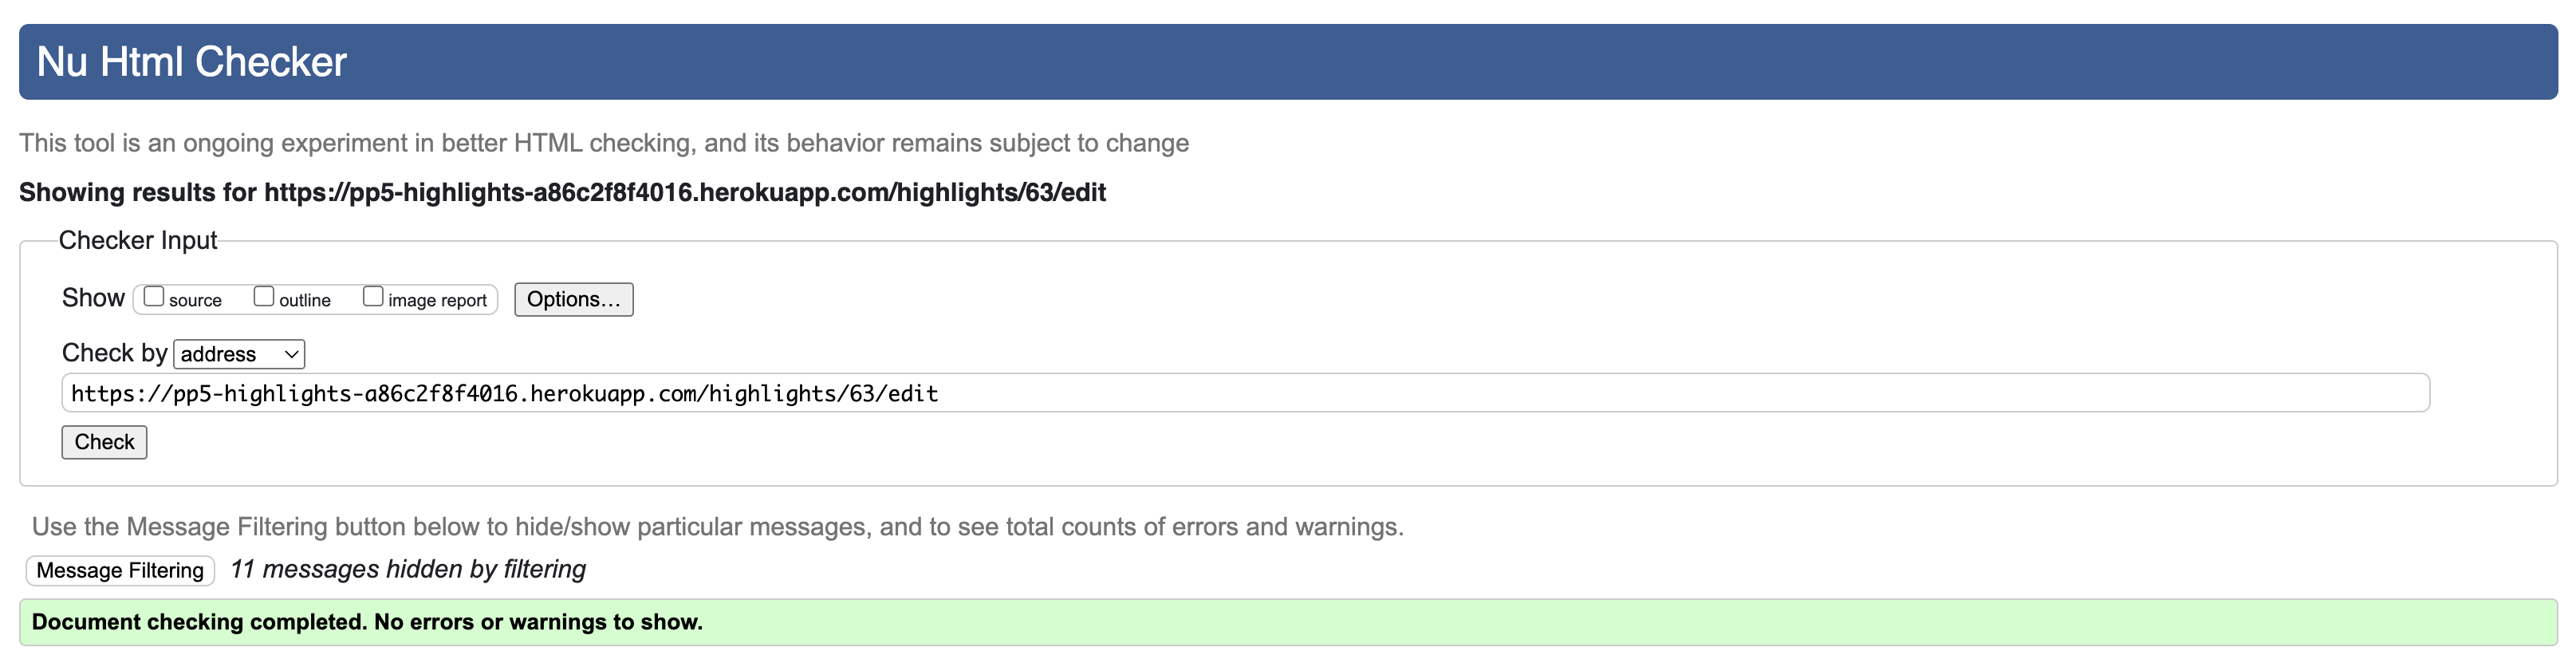 Nu Html Checker
This tool is an ongoing experiment in better HTML checking, and its behavior remains subject to change
Showing results for https://pp5-highlights-a86c2f8f4016.herokuapp.com/highlights/63/edit
Checker Input
Show source outline image report Options…
Check by address
https://pp5-highlights-a86c2f8f4016.herokuapp.com/highlights/63/edit
Check
Use the Message Filtering button below to hide/show particular messages, and to see total counts of errors and warnings.
Message Filtering 11 messages hidden by filtering
Document checking completed. No errors or warnings to show.